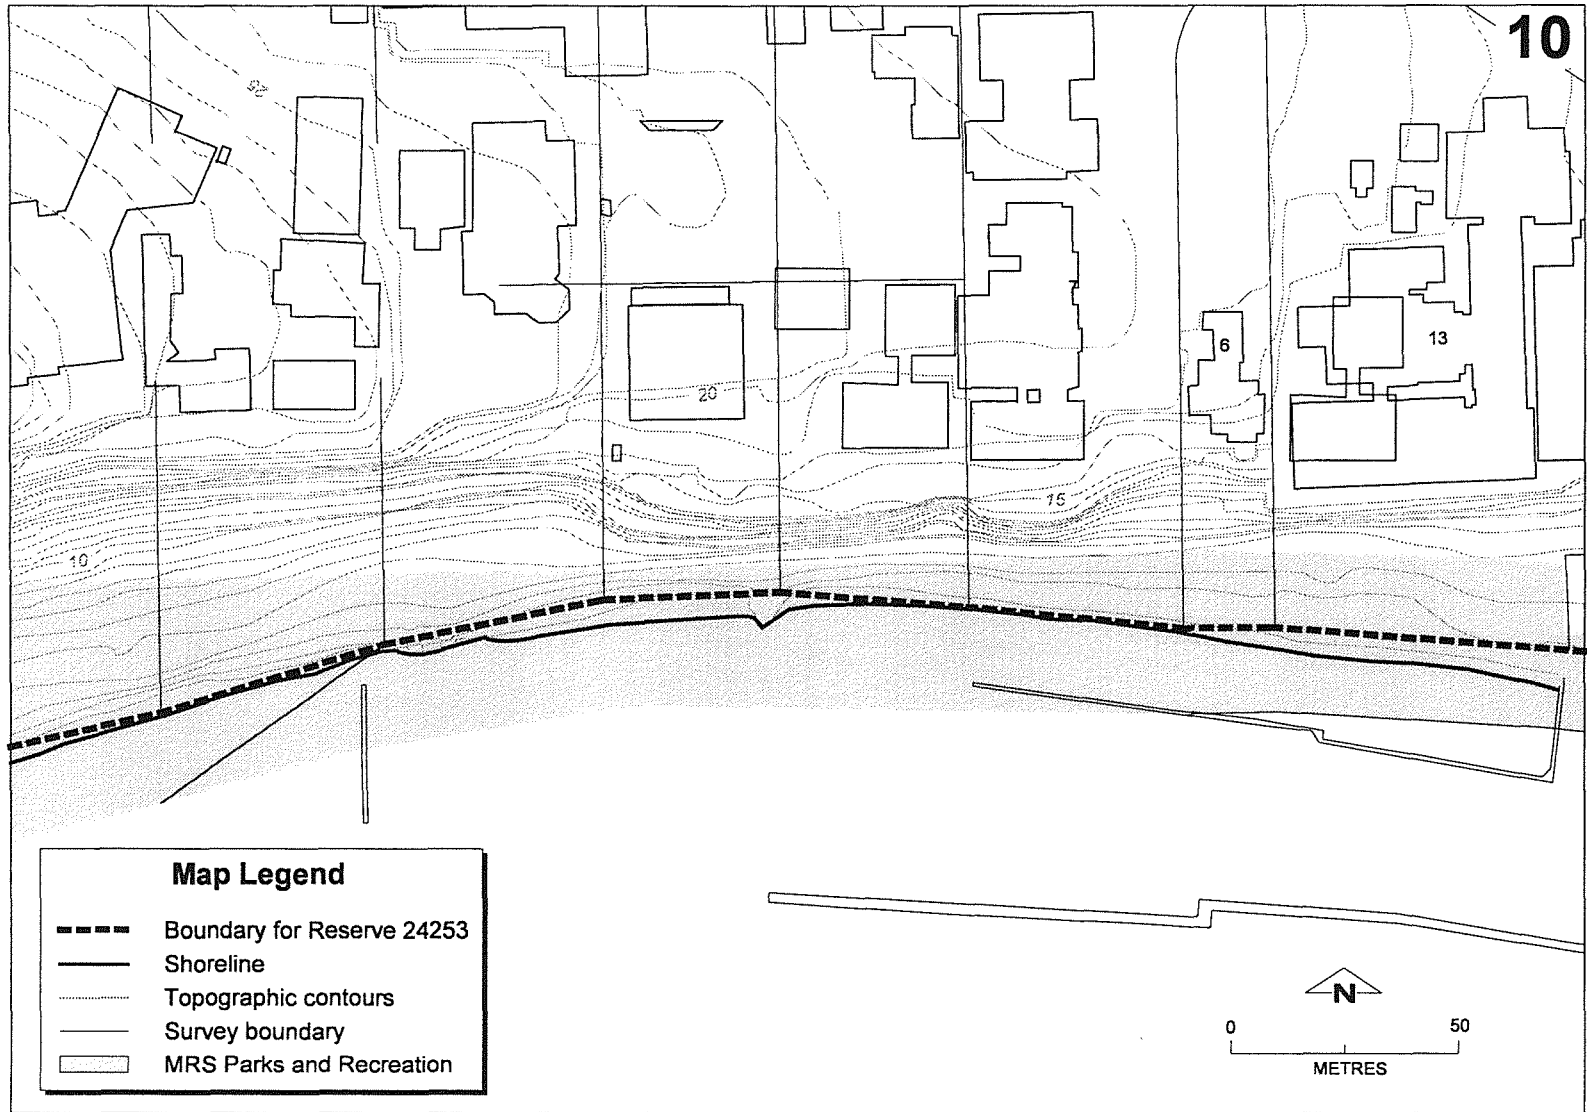 10
25
6
13
20
15
10
Map Legend
Boundary for Reserve 24253
Shoreline
Topographic contours
Survey boundary
MRS Parks and Recreation
N
0 50
METRES